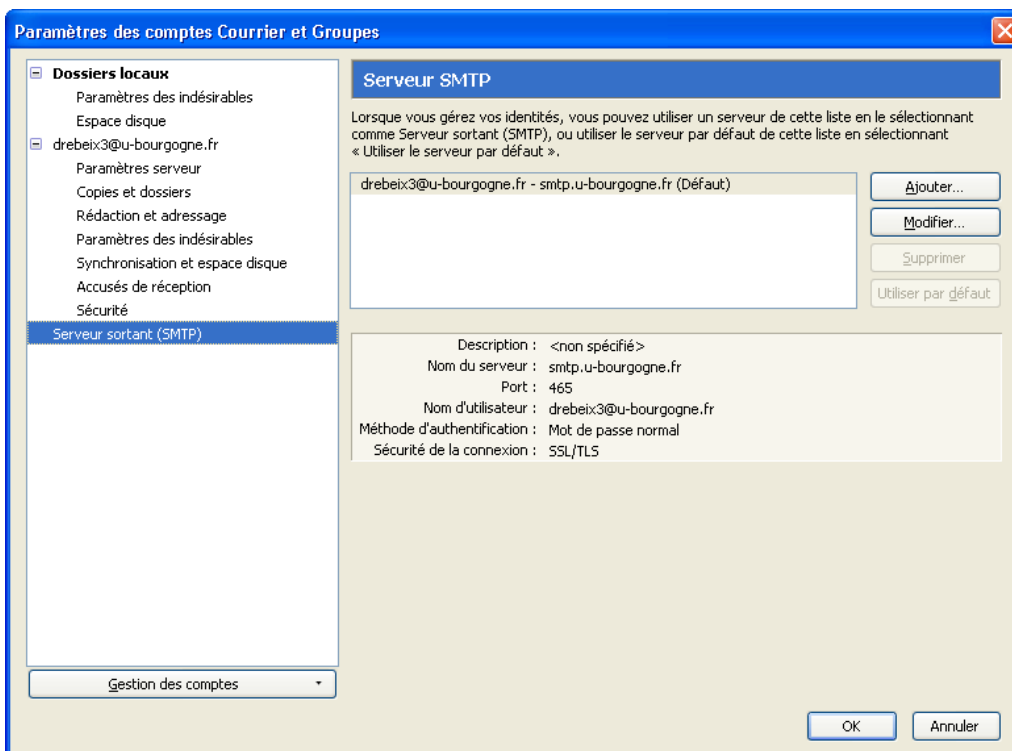 Paramètres des comptes Courrier et Groupes
Dossiers locaux
Paramètres des indésirables
Espace disque
drebeix3@u-bourgogne.fr
Paramètres serveur
Copies et dossiers
Rédaction et adressage
Paramètres des indésirables
Synchronisation et espace disque
Accusés de réception
Sécurité
Serveur sortant (SMTP)
Gestion des comptes
Serveur SMTP
Lorsque vous gérez vos identités, vous pouvez utiliser un serveur de cette liste en le sélectionnant
comme Serveur sortant (SMTP), ou utiliser le serveur par défaut de cette liste en sélectionnant
« Utiliser le serveur par défaut ».
drebeix3@u-bourgogne.fr - smtp.u-bourgogne.fr (Défaut)
Ajouter...
Modifier...
Supprimer
Utiliser par défaut
Description : <non spécifié>
Nom du serveur : smtp.u-bourgogne.fr
Port : 465
Nom d'utilisateur : drebeix3@u-bourgogne.fr
Méthode d'authentification : Mot de passe normal
Sécurité de la connexion : SSL/TLS
OK
Annuler